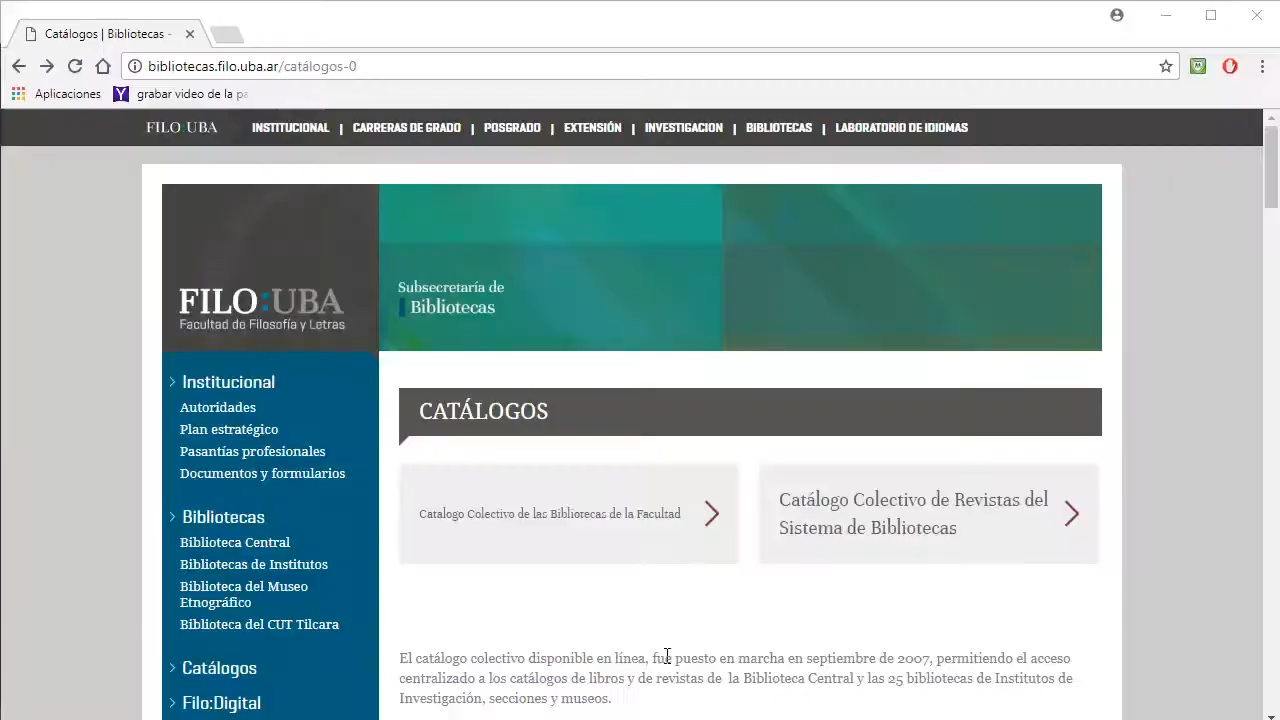 Catálogos | Bibliotecas -
bibliotecas.filo.uba.ar/catálogos-0
Aplicaciones
grabar video de la pa
FILO:UBA
INSTITUCIONAL | CARRERAS DE GRADO | POSGRADO | EXTENSIÓN | INVESTIGACION | BIBLIOTECAS | LABORATORIO DE IDIOMAS
FILO:UBA
Facultad de Filosofía y Letras
Subsecretaría de
Bibliotecas
Institucional
Autoridades
Plan estratégico
Pasantías profesionales
Documentos y formularios
Bibliotecas
Biblioteca Central
Bibliotecas de Institutos
Biblioteca del Museo
Etnográfico
Biblioteca del CUT Tilcara
Catálogos
Filo:Digital
CATÁLOGOS
Catalogo Colectivo de las Bibliotecas de la Facultad
Catálogo Colectivo de Revistas del
Sistema de Bibliotecas
El catálogo colectivo disponible en línea, fue puesto en marcha en septiembre de 2007, permitiendo el acceso
centralizado a los catálogos de libros y de revistas de la Biblioteca Central y las 25 bibliotecas de Institutos de
Investigación, secciones y museos.